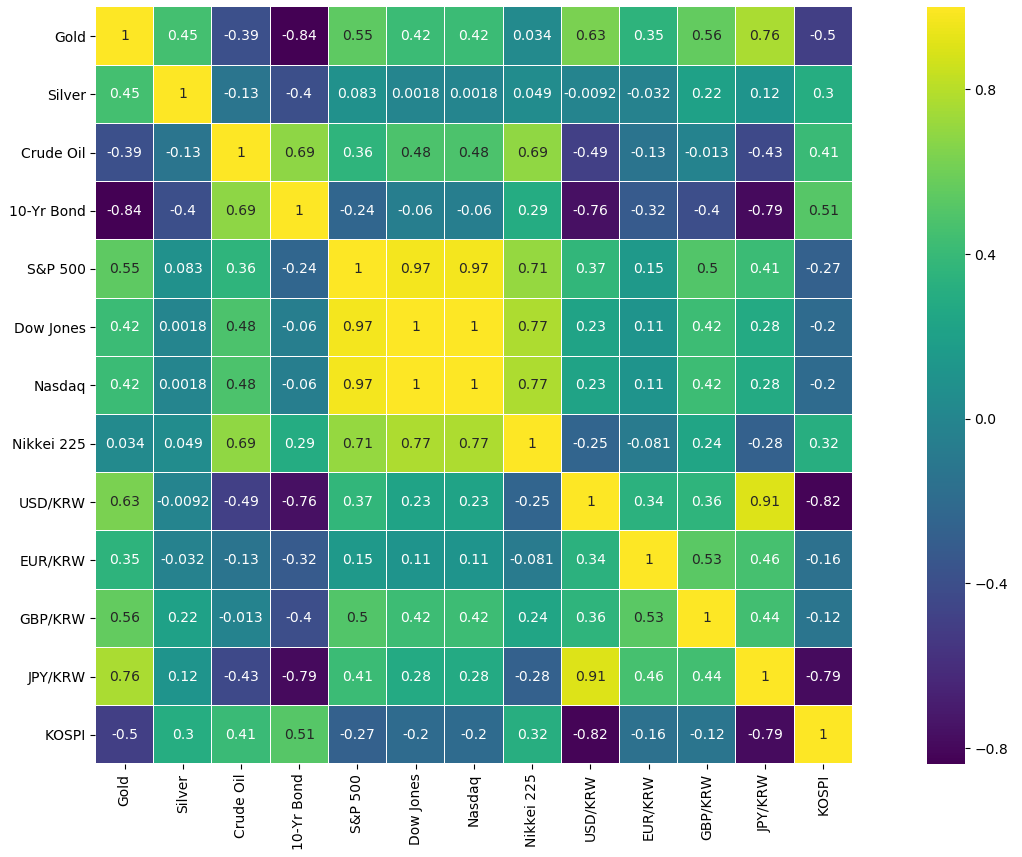 Gold 1 0.45 -0.39 -0.84 0.55 0.42 0.42 0.034 0.63 0.35 0.56 0.76 -0.5
Silver 0.45 1 -0.13 -0.4 0.083 0.0018 0.0018 0.049 -0.0092 -0.032 0.22 0.12 0.3
Crude Oil -0.39 -0.13 1 0.69 0.36 0.48 0.48 0.69 -0.49 -0.13 -0.013 -0.43 0.41
10-Yr Bond -0.84 -0.4 0.69 1 -0.24 -0.06 -0.06 0.29 -0.76 -0.32 -0.4 -0.79 0.51
S&P 500 0.55 0.083 0.36 -0.24 1 0.97 0.97 0.71 0.37 0.15 0.5 0.41 -0.27
Dow Jones 0.42 0.0018 0.48 -0.06 0.97 1 1 0.77 0.23 0.11 0.42 0.28 -0.2
Nasdaq 0.42 0.0018 0.48 -0.06 0.97 1 1 0.77 0.23 0.11 0.42 0.28 -0.2
Nikkei 225 0.034 0.049 0.69 0.29 0.71 0.77 0.77 1 -0.25 -0.081 0.24 -0.28 0.32
USD/KRW 0.63 -0.0092 -0.49 -0.76 0.37 0.23 0.23 -0.25 1 0.34 0.36 0.91 -0.82
EUR/KRW 0.35 -0.032 -0.13 -0.32 0.15 0.11 0.11 -0.081 0.34 1 0.53 0.46 -0.16
GBP/KRW 0.56 0.22 -0.013 -0.4 0.5 0.42 0.42 0.24 0.36 0.53 1 0.44 -0.12
JPY/KRW 0.76 0.12 -0.43 -0.79 0.41 0.28 0.28 -0.28 0.91 0.46 0.44 1 -0.79
KOSPI -0.5 0.3 0.41 0.51 -0.27 -0.2 -0.2 0.32 -0.82 -0.16 -0.12 -0.79 1
Gold
Silver
Crude Oil
10-Yr Bond
S&P 500
Dow Jones
Nasdaq
Nikkei 225
USD/KRW
EUR/KRW
GBP/KRW
JPY/KRW
KOSPI
0.8
0.4
0.0
−0.4
−0.8